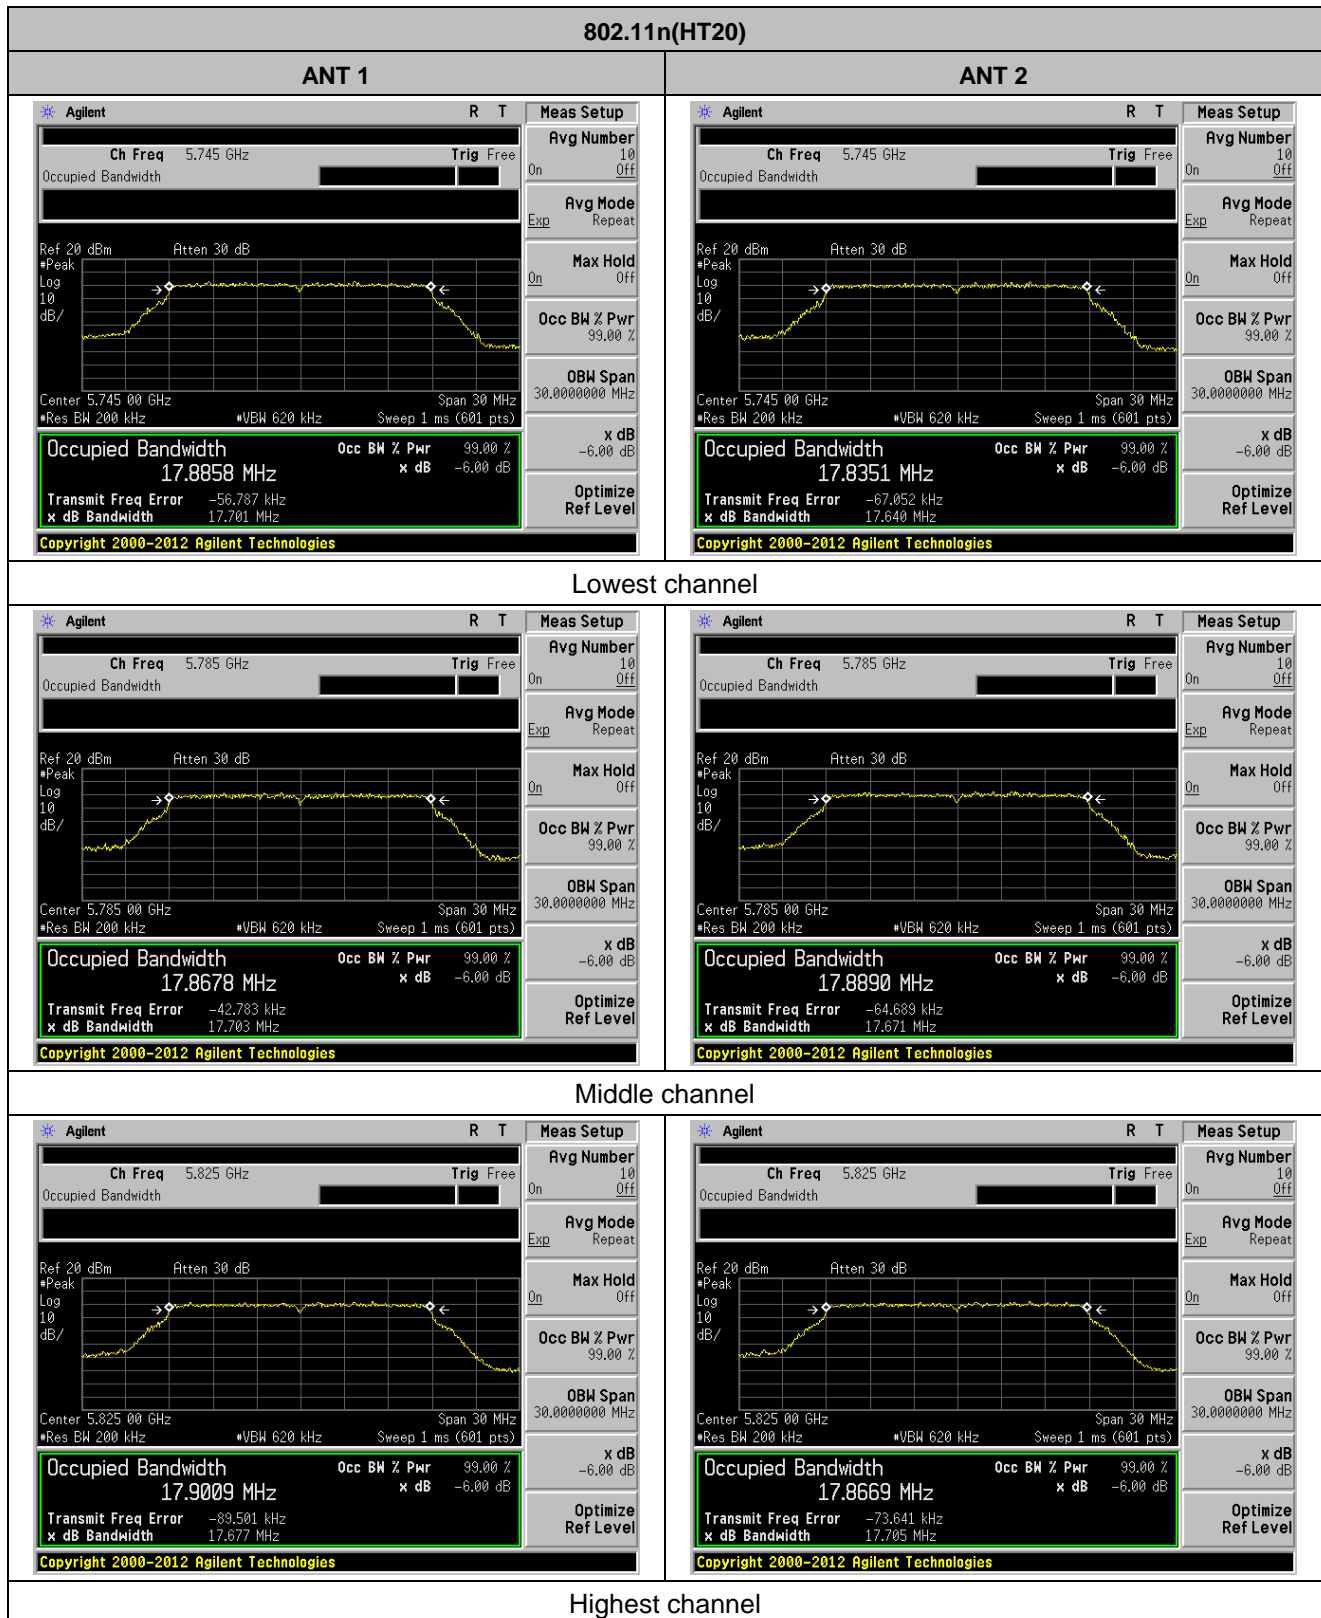 802.11n(HT20)
ANT 1
ANT 2
Agilent R T Meas Setup
Ch Freq 5.745 GHz Trig Free
Occupied Bandwidth
Avg Number
10
On Off
Avg Mode
Exp Repeat
Ref 20 dBm Atten 30 dB
#Peak
Log
10
dB/
Max Hold
On Off
Occ BW % Pwr
99.00 %
OBW Span
30.0000000 MHz
Center 5.745 00 GHz Span 30 MHz
#Res BW 200 kHz #VBW 620 kHz Sweep 1 ms (601 pts)
x dB
-6.00 dB
Occupied Bandwidth Occ BW % Pwr 99.00 %
17.8858 MHz x dB -6.00 dB
Transmit Freq Error -56.787 kHz
x dB Bandwidth 17.701 MHz
Optimize
Ref Level
Copyright 2000-2012 Agilent Technologies
Agilent R T Meas Setup
Ch Freq 5.745 GHz Trig Free
Occupied Bandwidth
Avg Number
10
On Off
Avg Mode
Exp Repeat
Ref 20 dBm Atten 30 dB
#Peak
Log
10
dB/
Max Hold
On Off
Occ BW % Pwr
99.00 %
OBW Span
30.0000000 MHz
Center 5.745 00 GHz Span 30 MHz
#Res BW 200 kHz #VBW 620 kHz Sweep 1 ms (601 pts)
x dB
-6.00 dB
Occupied Bandwidth Occ BW % Pwr 99.00 %
17.8351 MHz x dB -6.00 dB
Transmit Freq Error -67.052 kHz
x dB Bandwidth 17.640 MHz
Optimize
Ref Level
Copyright 2000-2012 Agilent Technologies
Lowest channel
Agilent R T Meas Setup
Ch Freq 5.785 GHz Trig Free
Occupied Bandwidth
Avg Number
10
On Off
Avg Mode
Exp Repeat
Ref 20 dBm Atten 30 dB
#Peak
Log
10
dB/
Max Hold
On Off
Occ BW % Pwr
99.00 %
OBW Span
30.0000000 MHz
Center 5.785 00 GHz Span 30 MHz
#Res BW 200 kHz #VBW 620 kHz Sweep 1 ms (601 pts)
x dB
-6.00 dB
Occupied Bandwidth Occ BW % Pwr 99.00 %
17.8678 MHz x dB -6.00 dB
Transmit Freq Error -42.783 kHz
x dB Bandwidth 17.703 MHz
Optimize
Ref Level
Copyright 2000-2012 Agilent Technologies
Agilent R T Meas Setup
Ch Freq 5.785 GHz Trig Free
Occupied Bandwidth
Avg Number
10
On Off
Avg Mode
Exp Repeat
Ref 20 dBm Atten 30 dB
#Peak
Log
10
dB/
Max Hold
On Off
Occ BW % Pwr
99.00 %
OBW Span
30.0000000 MHz
Center 5.785 00 GHz Span 30 MHz
#Res BW 200 kHz #VBW 620 kHz Sweep 1 ms (601 pts)
x dB
-6.00 dB
Occupied Bandwidth Occ BW % Pwr 99.00 %
17.8890 MHz x dB -6.00 dB
Transmit Freq Error -64.689 kHz
x dB Bandwidth 17.671 MHz
Optimize
Ref Level
Copyright 2000-2012 Agilent Technologies
Middle channel
Agilent R T Meas Setup
Ch Freq 5.825 GHz Trig Free
Occupied Bandwidth
Avg Number
10
On Off
Avg Mode
Exp Repeat
Ref 20 dBm Atten 30 dB
#Peak
Log
10
dB/
Max Hold
On Off
Occ BW % Pwr
99.00 %
OBW Span
30.0000000 MHz
Center 5.825 00 GHz Span 30 MHz
#Res BW 200 kHz #VBW 620 kHz Sweep 1 ms (601 pts)
x dB
-6.00 dB
Occupied Bandwidth Occ BW % Pwr 99.00 %
17.9009 MHz x dB -6.00 dB
Transmit Freq Error -89.501 kHz
x dB Bandwidth 17.677 MHz
Optimize
Ref Level
Copyright 2000-2012 Agilent Technologies
Agilent R T Meas Setup
Ch Freq 5.825 GHz Trig Free
Occupied Bandwidth
Avg Number
10
On Off
Avg Mode
Exp Repeat
Ref 20 dBm Atten 30 dB
#Peak
Log
10
dB/
Max Hold
On Off
Occ BW % Pwr
99.00 %
OBW Span
30.0000000 MHz
Center 5.825 00 GHz Span 30 MHz
#Res BW 200 kHz #VBW 620 kHz Sweep 1 ms (601 pts)
x dB
-6.00 dB
Occupied Bandwidth Occ BW % Pwr 99.00 %
17.8669 MHz x dB -6.00 dB
Transmit Freq Error -73.641 kHz
x dB Bandwidth 17.705 MHz
Optimize
Ref Level
Copyright 2000-2012 Agilent Technologies
Highest channel